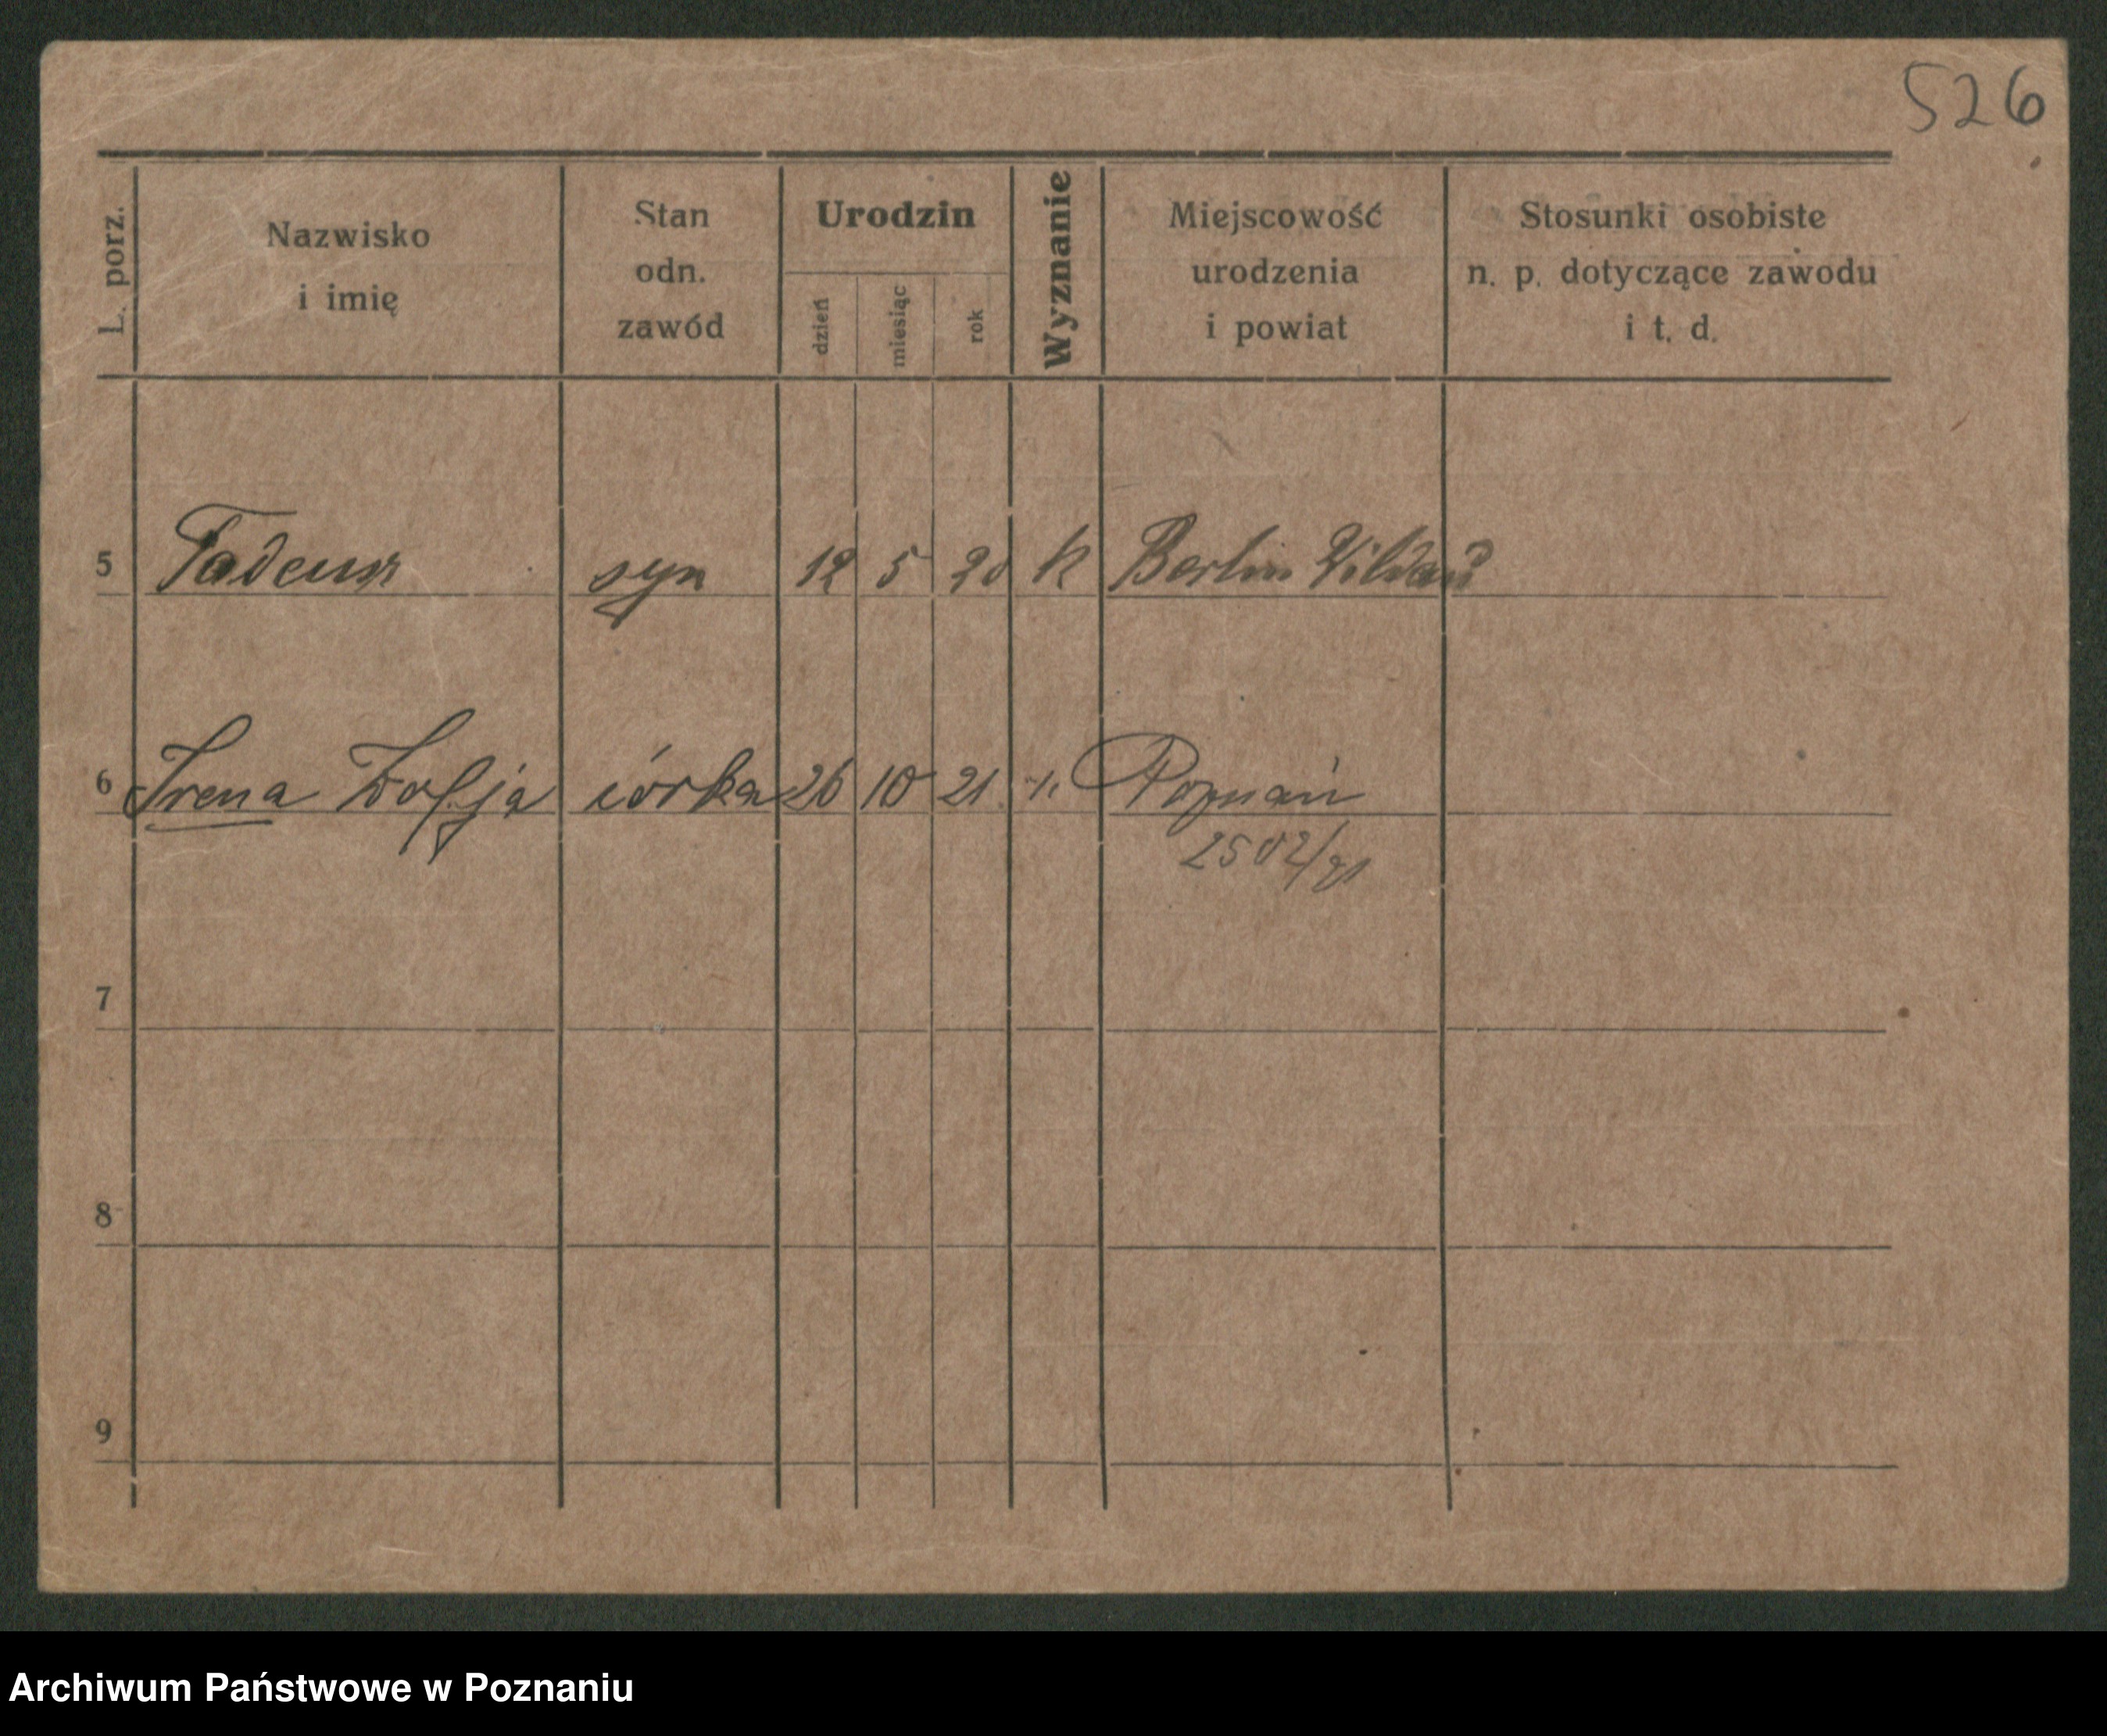 526
L. porz.
Nazwisko
i imię
Stan
odn.
zawód
Urodzin
dzień
miesiąc
rok
Wyznanie
Miejscowość
urodzenia
i powiat
Stosunki osobiste
n. p. dotyczące zawodu
i t. d.
5 Tadeusz syn 12 5 20 k Berlin
6 Irena Zofja córka 26 10 21 -"- Poznań
2502/21
7
8
9
Archiwum Państwowe w Poznaniu